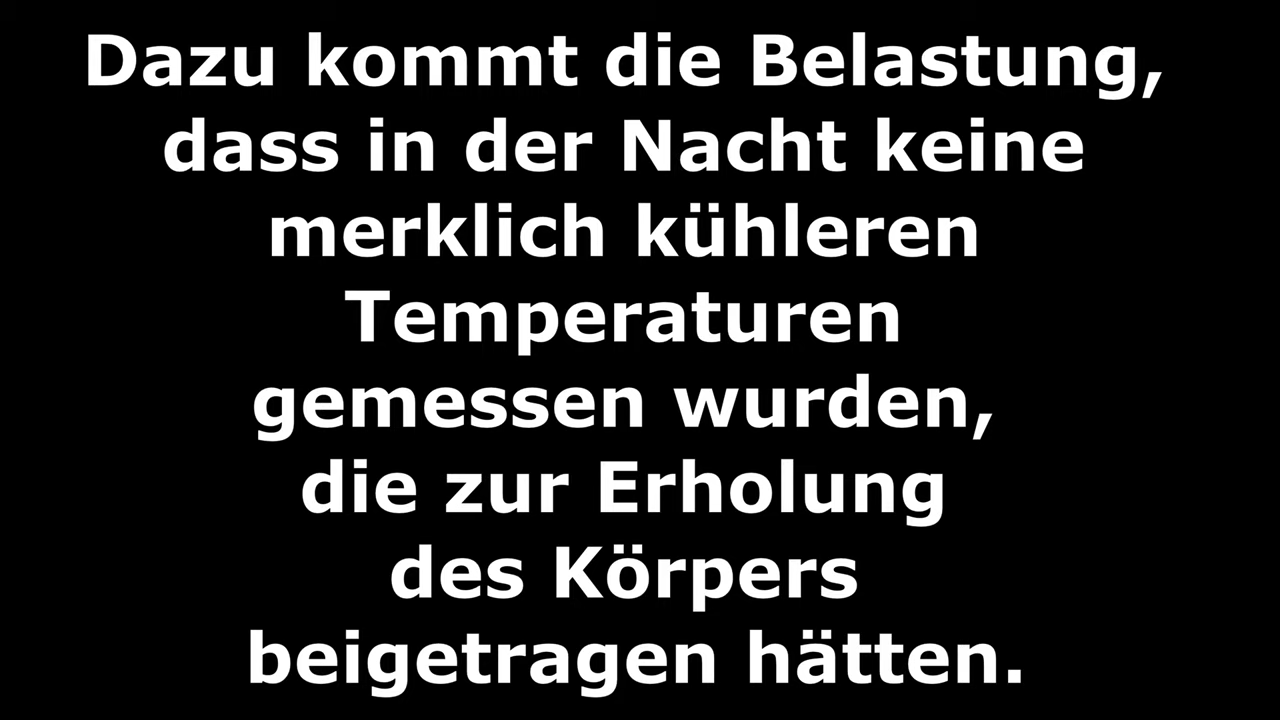 Dazu kommt die Belastung,
dass in der Nacht keine
merklich kühleren
Temperaturen
gemessen wurden,
die zur Erholung
des Körpers
beigetragen hätten.